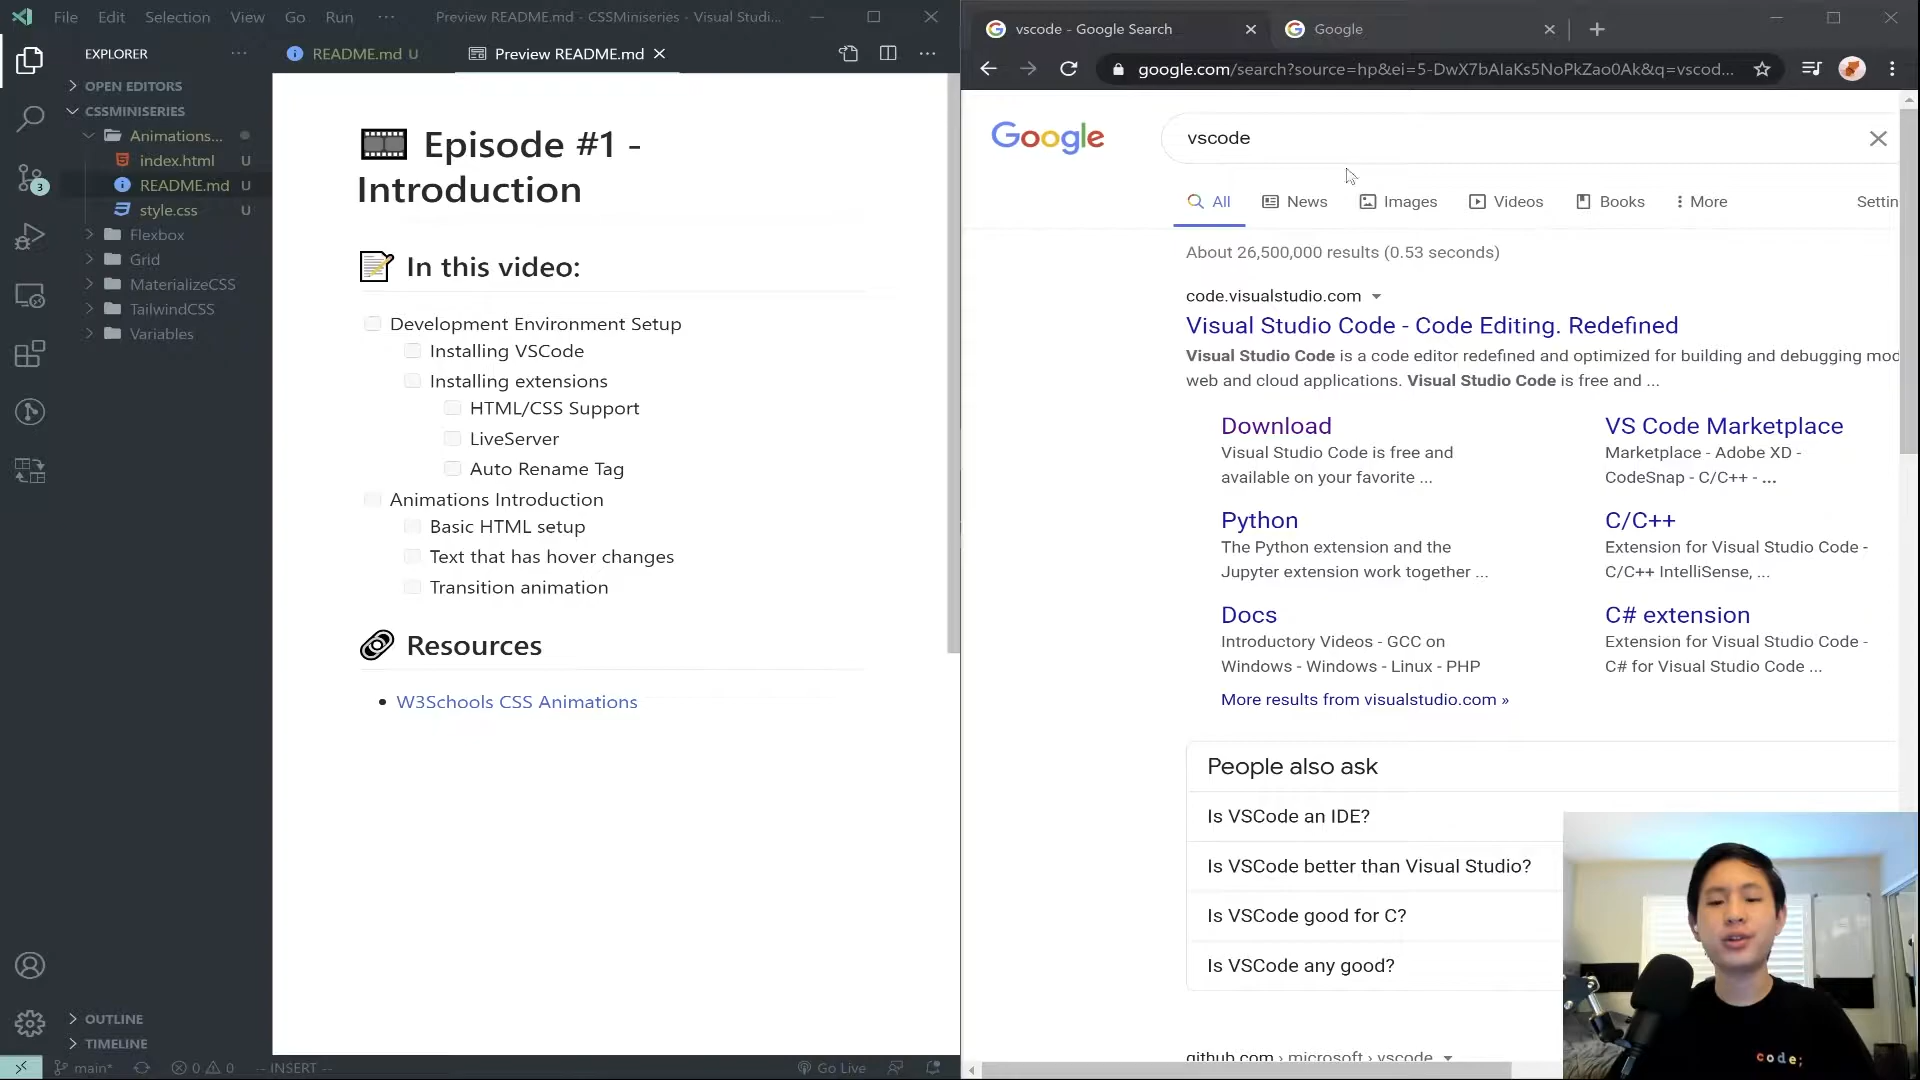 File Edit Selection View Go Run ··· Preview README.md - CSSMiniseries - Visual Studi...
EXPLORER ···
OPEN EDITORS
CSSMINISERIES
Animations...
index.html U
README.md U
style.css U
Flexbox
Grid
MaterializeCSS
TailwindCSS
Variables
3
OUTLINE
TIMELINE
README.md U Preview README.md
Episode #1 -
Introduction
In this video:
Development Environment Setup
Installing VSCode
Installing extensions
HTML/CSS Support
LiveServer
Auto Rename Tag
Animations Introduction
Basic HTML setup
Text that has hover changes
Transition animation
Resources
• W3Schools CSS Animations
main* 0 0 -- INSERT -- Go Live
vscode - Google Search Google
google.com/search?source=hp&ei=5-DwX7bAIaKs5NoPkZao0Ak&q=vscod...
Google vscode
All News Images Videos Books More Settin
About 26,500,000 results (0.53 seconds)
code.visualstudio.com
Visual Studio Code - Code Editing. Redefined
Visual Studio Code is a code editor redefined and optimized for building and debugging mod
web and cloud applications. Visual Studio Code is free and ...
Download
Visual Studio Code is free and
available on your favorite ...
VS Code Marketplace
Marketplace - Adobe XD -
CodeSnap - C/C++ - ...
Python
The Python extension and the
Jupyter extension work together ...
C/C++
Extension for Visual Studio Code -
C/C++ IntelliSense, ...
Docs
Introductory Videos - GCC on
Windows - Windows - Linux - PHP
C# extension
Extension for Visual Studio Code -
C# for Visual Studio Code ...
More results from visualstudio.com »
People also ask
Is VSCode an IDE?
Is VSCode better than Visual Studio?
Is VSCode good for C?
Is VSCode any good?
github.com › microsoft › vscode
code;